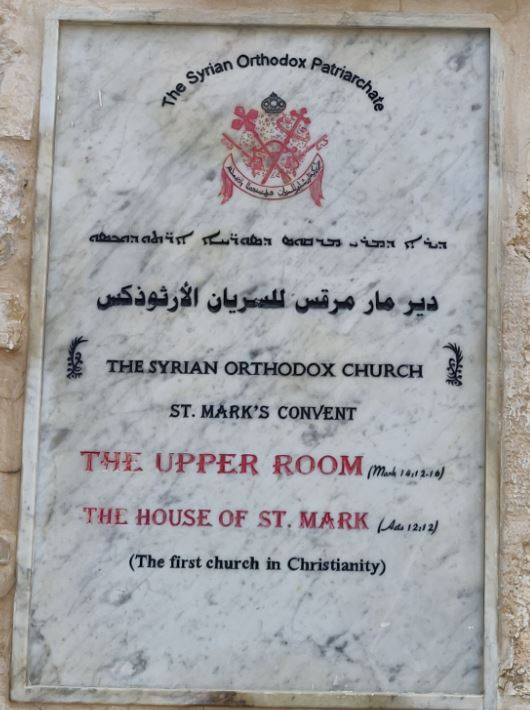 The Syrian Orthodox Patriarchate
دير مار مرقس للسريان الأرثوذكس
THE SYRIAN ORTHODOX CHURCH
ST. MARK'S CONVENT
THE UPPER ROOM (Mark 14:12-16)
THE HOUSE OF ST. MARK (Acts 12:12)
(The first church in Christianity)